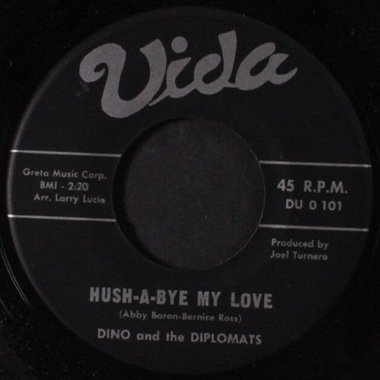 Vida
Greta Music Corp.
BMI - 2:20
Arr. Larry Lucie
45 R.P.M.
DU 0 101
Produced by
Joel Turnero
HUSH-A-BYE MY LOVE
(Abby Baron-Bernice Ross)
DINO and the DIPLOMATS